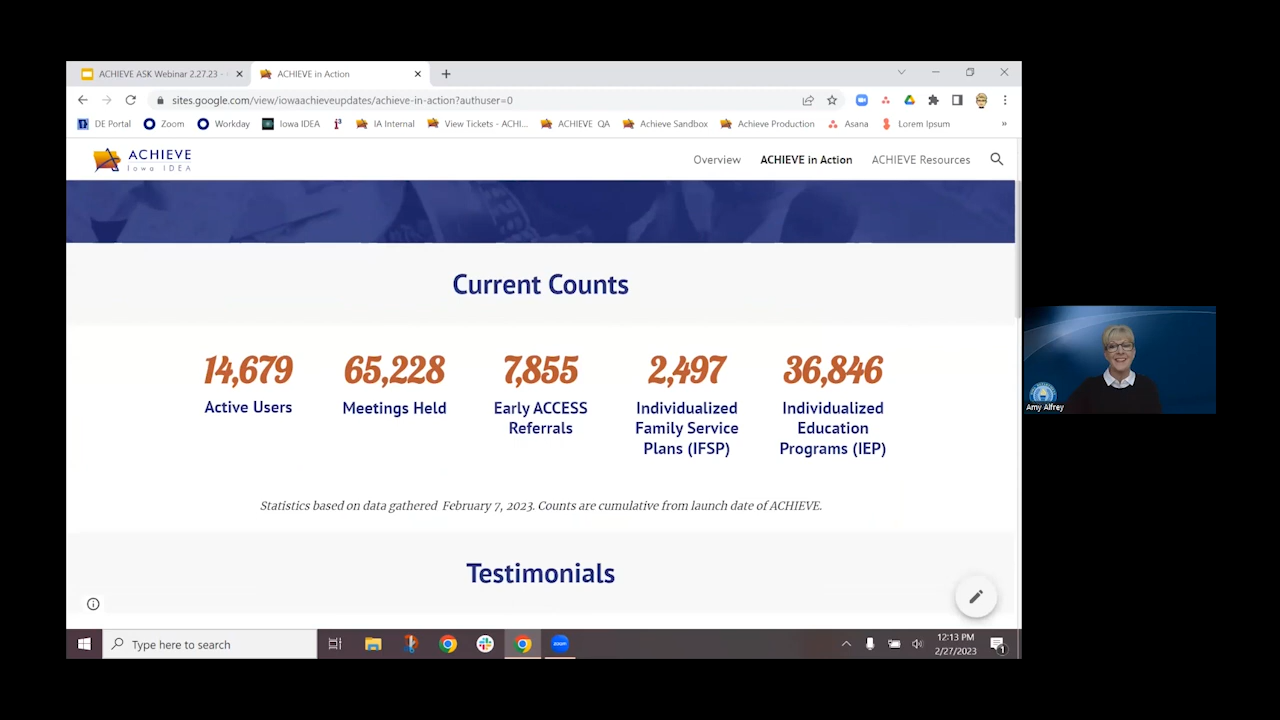 ACHIEVE ASK Webinar 2.27.23 -
ACHIEVE in Action
sites.google.com/view/iowaachieveupdates/achieve-in-action?authuser=0
DE Portal
Zoom
Workday
Iowa IDEA
i³
IA Internal
View Tickets - ACHI...
ACHIEVE QA
Achieve Sandbox
Achieve Production
Asana
Lorem Ipsum
»
ACHIEVE
Iowa IDEA
Overview
ACHIEVE in Action
ACHIEVE Resources
Current Counts
14,679
Active Users
65,228
Meetings Held
7,855
Early ACCESS
Referrals
2,497
Individualized
Family Service
Plans (IFSP)
36,846
Individualized
Education
Programs (IEP)
Statistics based on data gathered February 7, 2023. Counts are cumulative from launch date of ACHIEVE.
Testimonials
Amy Alfrey
Type here to search
zoom
12:13 PM
2/27/2023
1